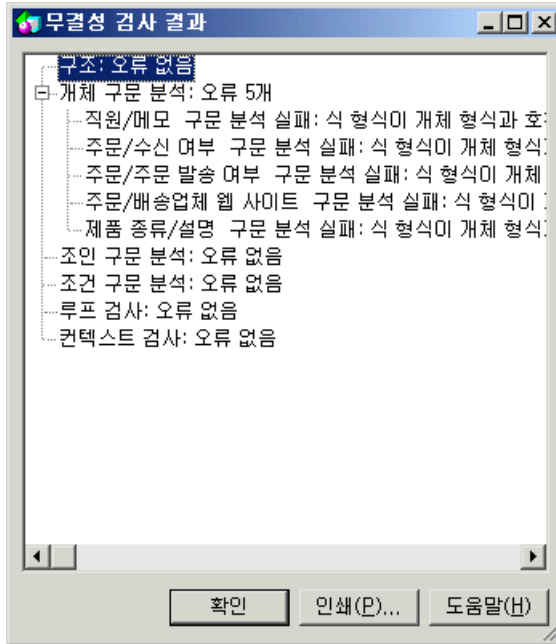 무결성 검사 결과
구조: 오류 없음
개체 구문 분석: 오류 5개
직원/메모 구문 분석 실패: 식 형식이 개체 형식과 호
주문/수신 여부 구문 분석 실패: 식 형식이 개체 형식
주문/주문 발송 여부 구문 분석 실패: 식 형식이 개체
주문/배송업체 웹 사이트 구문 분석 실패: 식 형식이
제품 종류/설명 구문 분석 실패: 식 형식이 개체 형식
조인 구문 분석: 오류 없음
조건 구문 분석: 오류 없음
루프 검사: 오류 없음
컨텍스트 검사: 오류 없음
확인 인쇄(P)... 도움말(H)